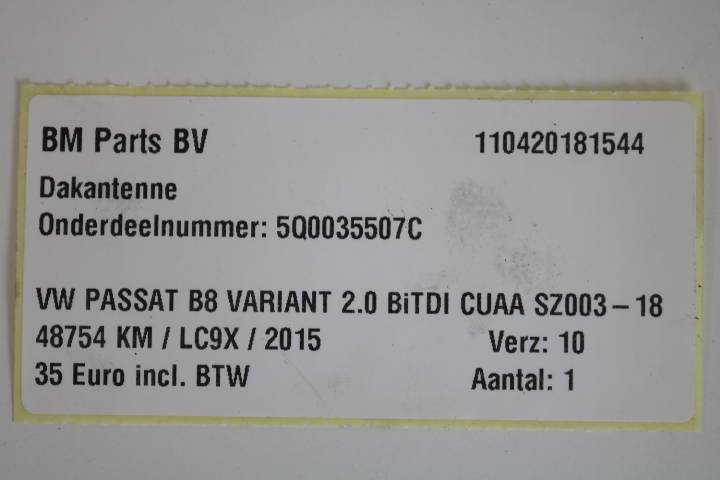 BM Parts BV 110420181544
Dakantenne
Onderdeelnummer: 5Q0035507C
VW PASSAT B8 VARIANT 2.0 BiTDI CUAA SZ003-18
48754 KM / LC9X / 2015 Verz: 10
35 Euro incl. BTW Aantal: 1